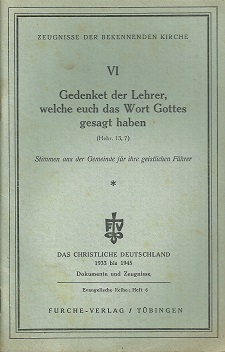 ZEUGNISSE DER BEKENNENDEN KIRCHE
VI
Gedenket der Lehrer,
welche euch das Wort Gottes
gesagt haben
(Hebr. 13, 7)
Stimmen aus der Gemeinde für ihre geistlichen Führer
*
FV
DAS CHRISTLICHE DEUTSCHLAND
1933 bis 1945
Dokumente und Zeugnisse
Evangelische Reihe: Heft 6
FURCHE-VERLAG / TÜBINGEN